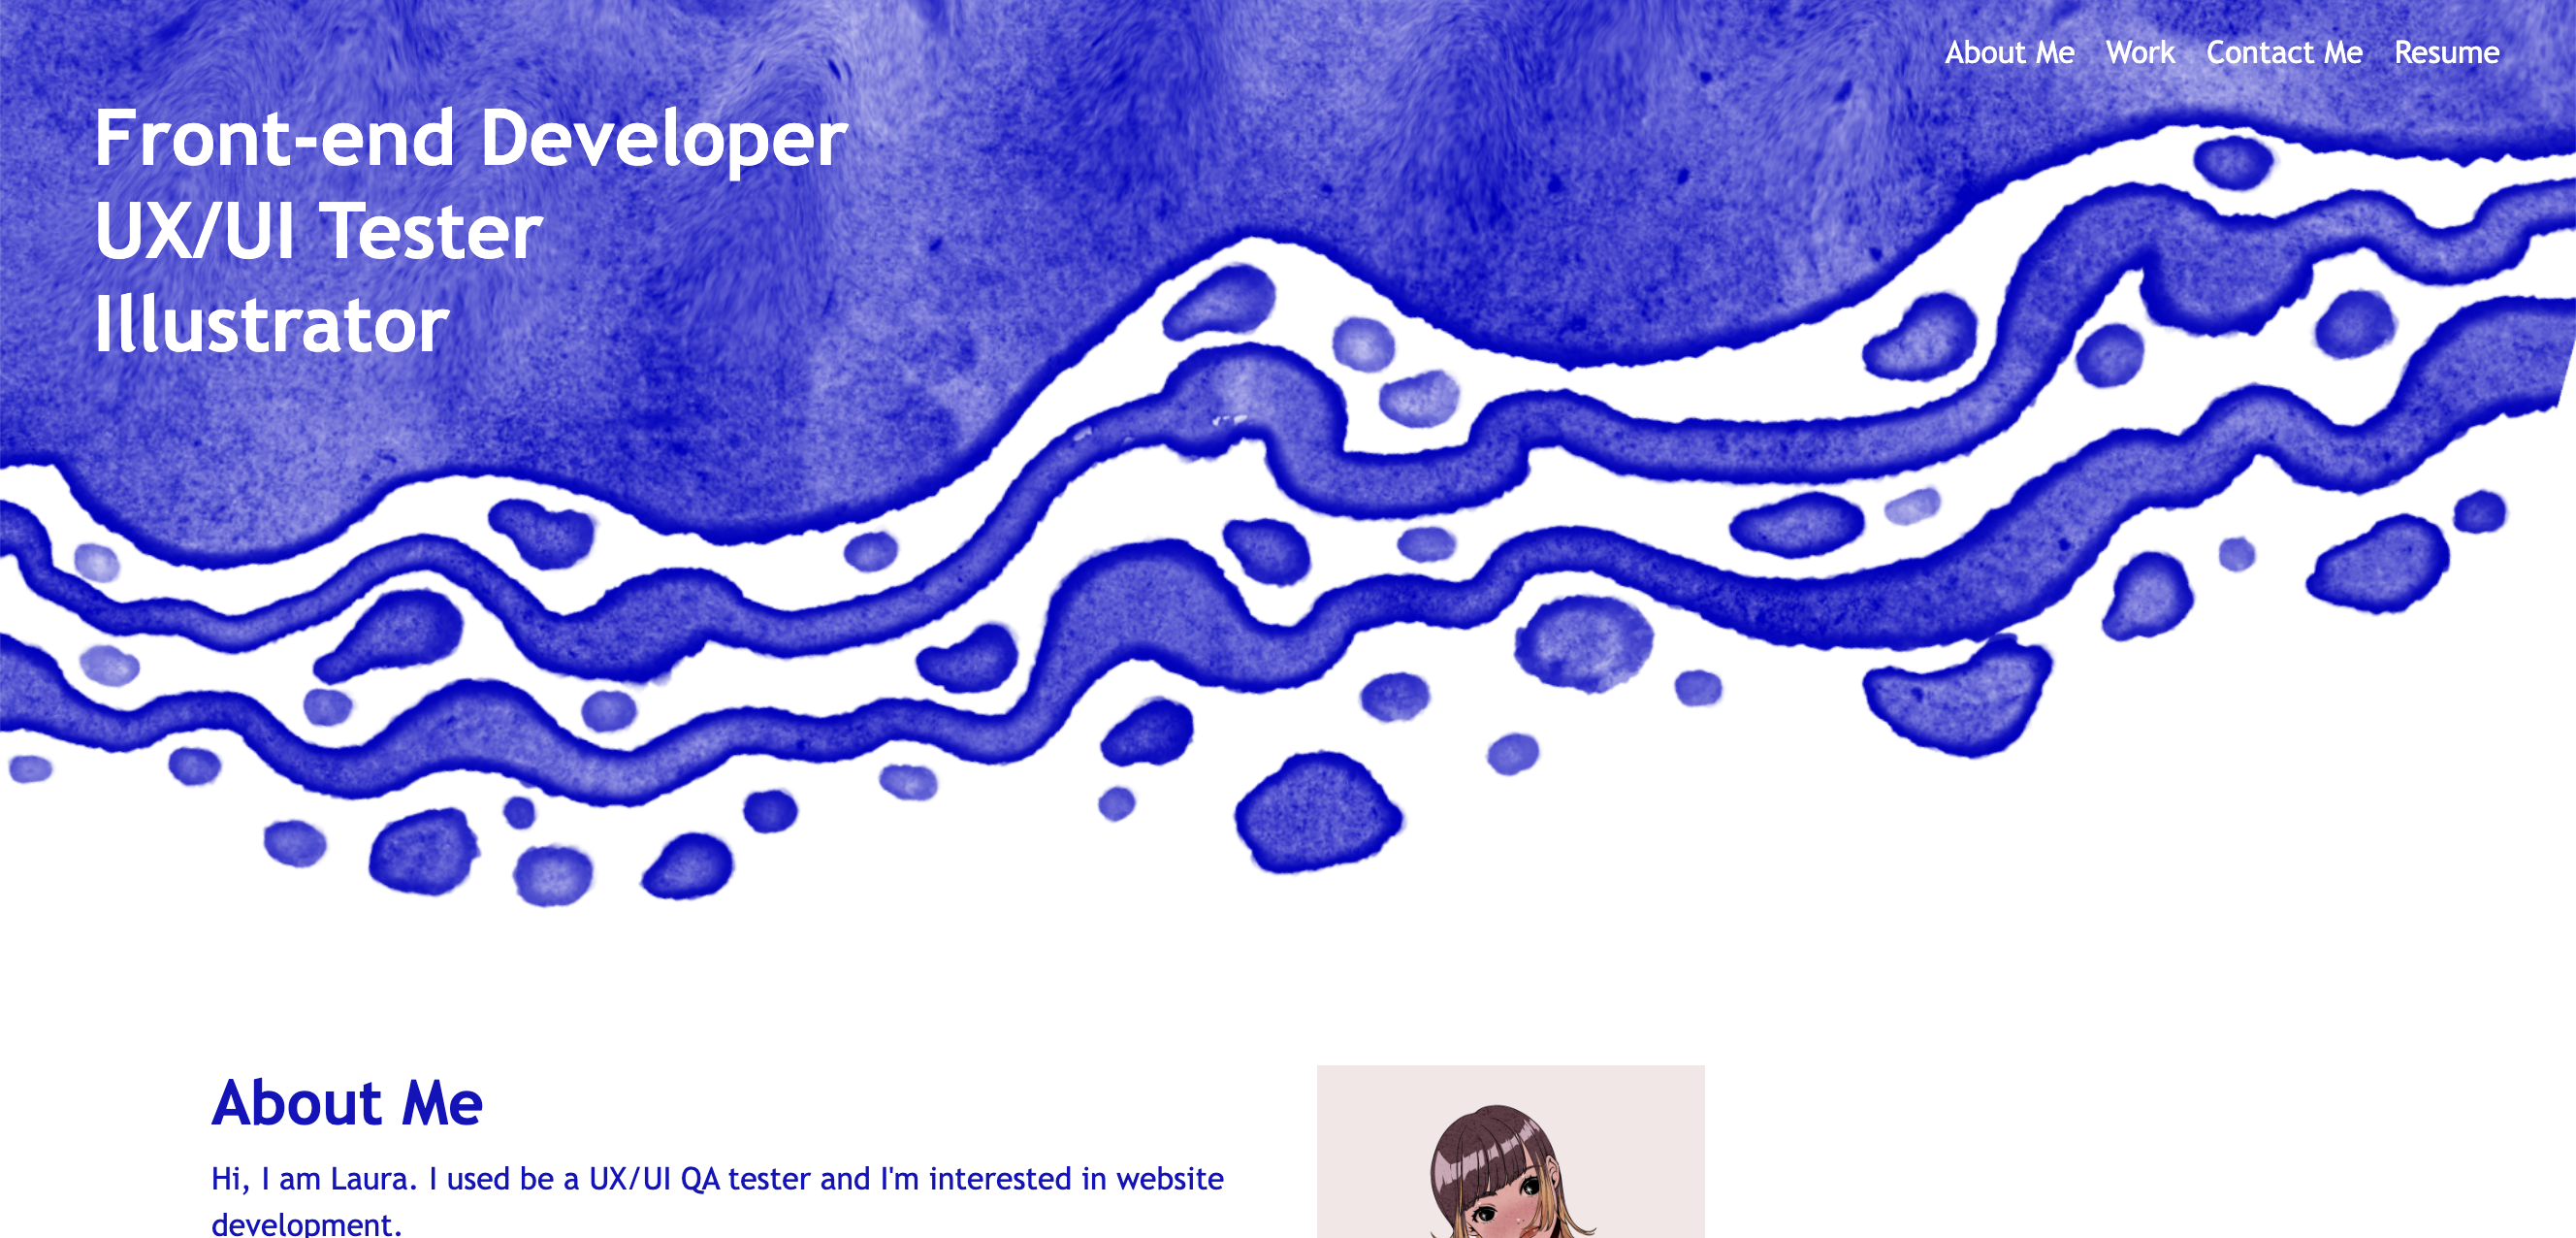 About Me Work Contact Me Resume
Front-end Developer
UX/UI Tester
Illustrator
About Me
Hi, I am Laura. I used be a UX/UI QA tester and I'm interested in website
development.